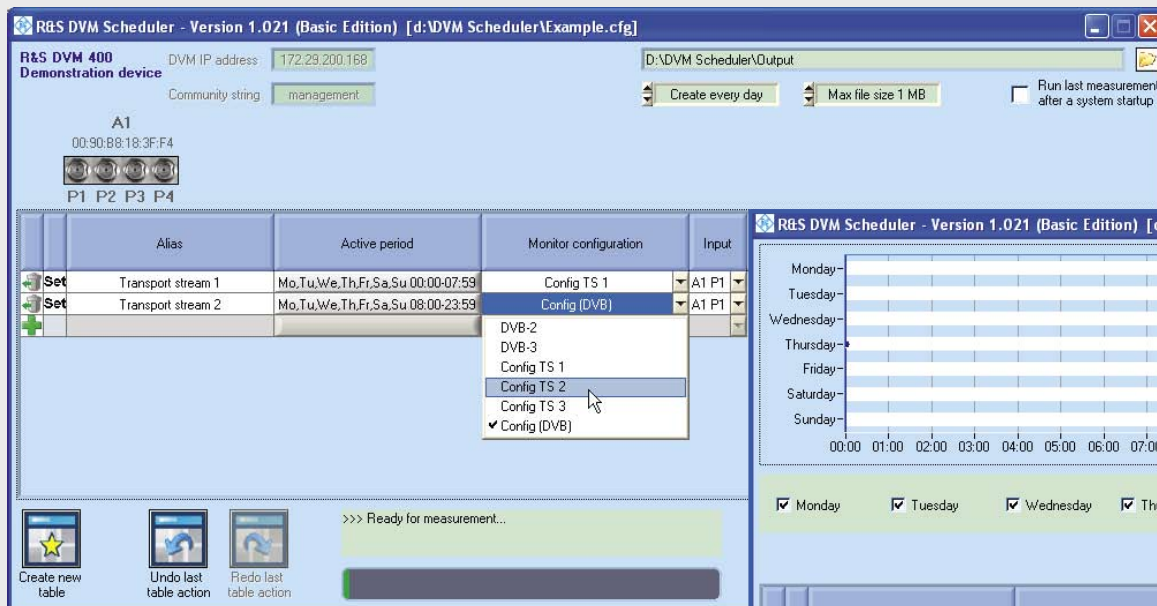 R&S DVM Scheduler - Version 1.021 (Basic Edition) [d:\DVM Scheduler\Example.cfg]
R&S DVM 400
Demonstration device
DVM IP address
172.29.200.168
D:\DVM Scheduler\Output
Community string
management
Create every day
Max file size 1 MB
Run last measurement
after a system startup
A1
00:90:B8:18:3F:F4
P1 P2 P3 P4
Alias
Active period
Monitor configuration
Input
Set
Transport stream 1
Mo,Tu,We,Th,Fr,Sa,Su 00:00-07:59
Config TS 1
A1 P1
Set
Transport stream 2
Mo,Tu,We,Th,Fr,Sa,Su 08:00-23:59
Config (DVB)
A1 P1
DVB-2
DVB-3
Config TS 1
Config TS 2
Config TS 3
Config (DVB)
R&S DVM Scheduler - Version 1.021 (Basic Edition) [
Monday
Tuesday
Wednesday
Thursday
Friday
Saturday
Sunday
00:00 01:00 02:00 03:00 04:00 05:00 06:00 07:0
Monday
Tuesday
Wednesday
Th
>>> Ready for measurement...
Create new
table
Undo last
table action
Redo last
table action